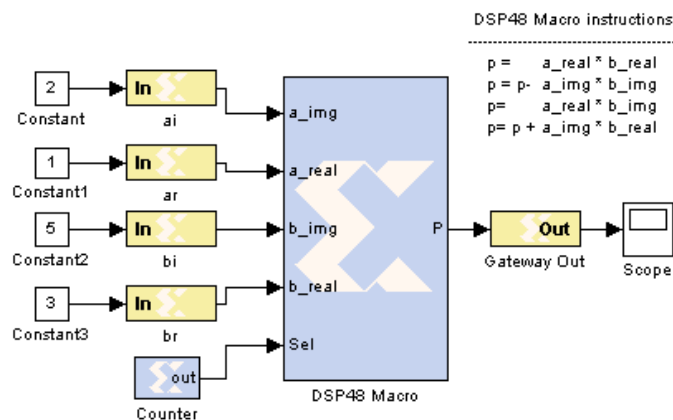 DSP48 Macro instructions
p = a_real * b_real
p = p- a_img * b_img
p= a_real * b_img
p= p + a_img * b_real
2
Constant
In
ai
1
Constant1
In
ar
5
Constant2
In
bi
3
Constant3
In
br
out
Counter
a_img
a_real
b_img
b_real
Sel
P
DSP48 Macro
Out
Gateway Out
Scope